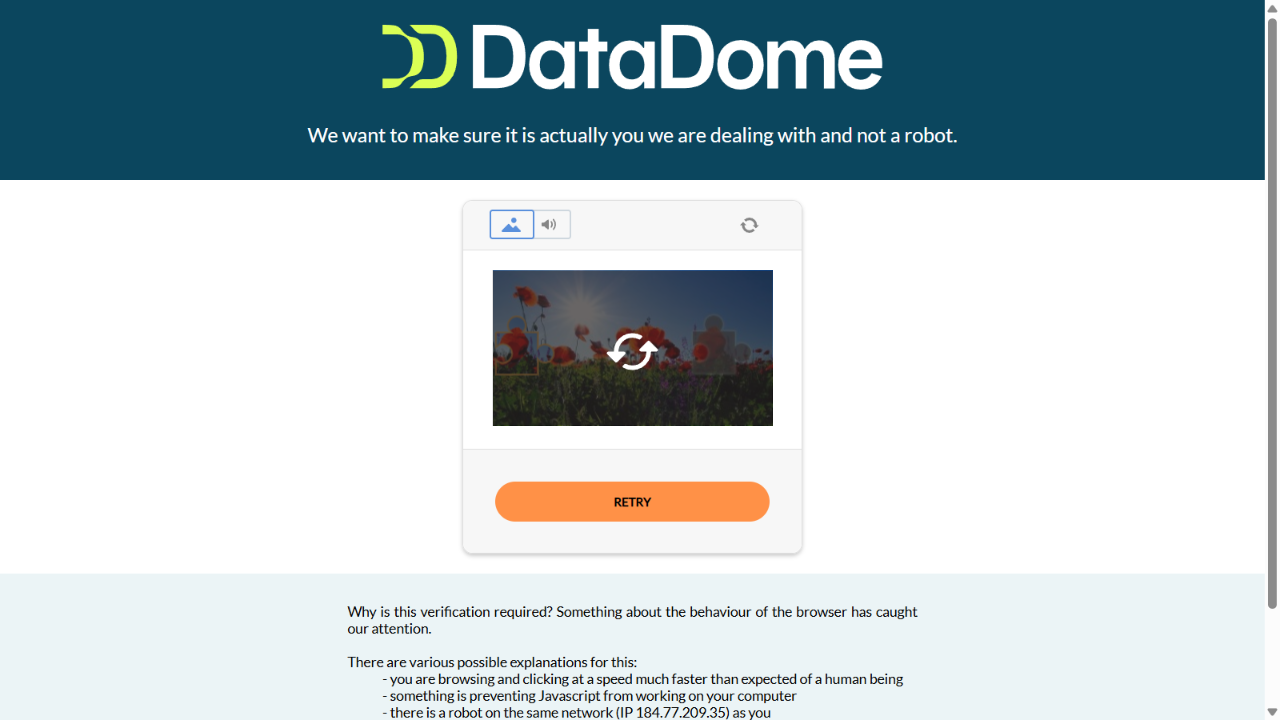 DataDome
We want to make sure it is actually you we are dealing with and not a robot.
RETRY
Why is this verification required? Something about the behaviour of the browser has caught
our attention.
There are various possible explanations for this:
- you are browsing and clicking at a speed much faster than expected of a human being
- something is preventing Javascript from working on your computer
- there is a robot on the same network (IP 184.77.209.35) as you